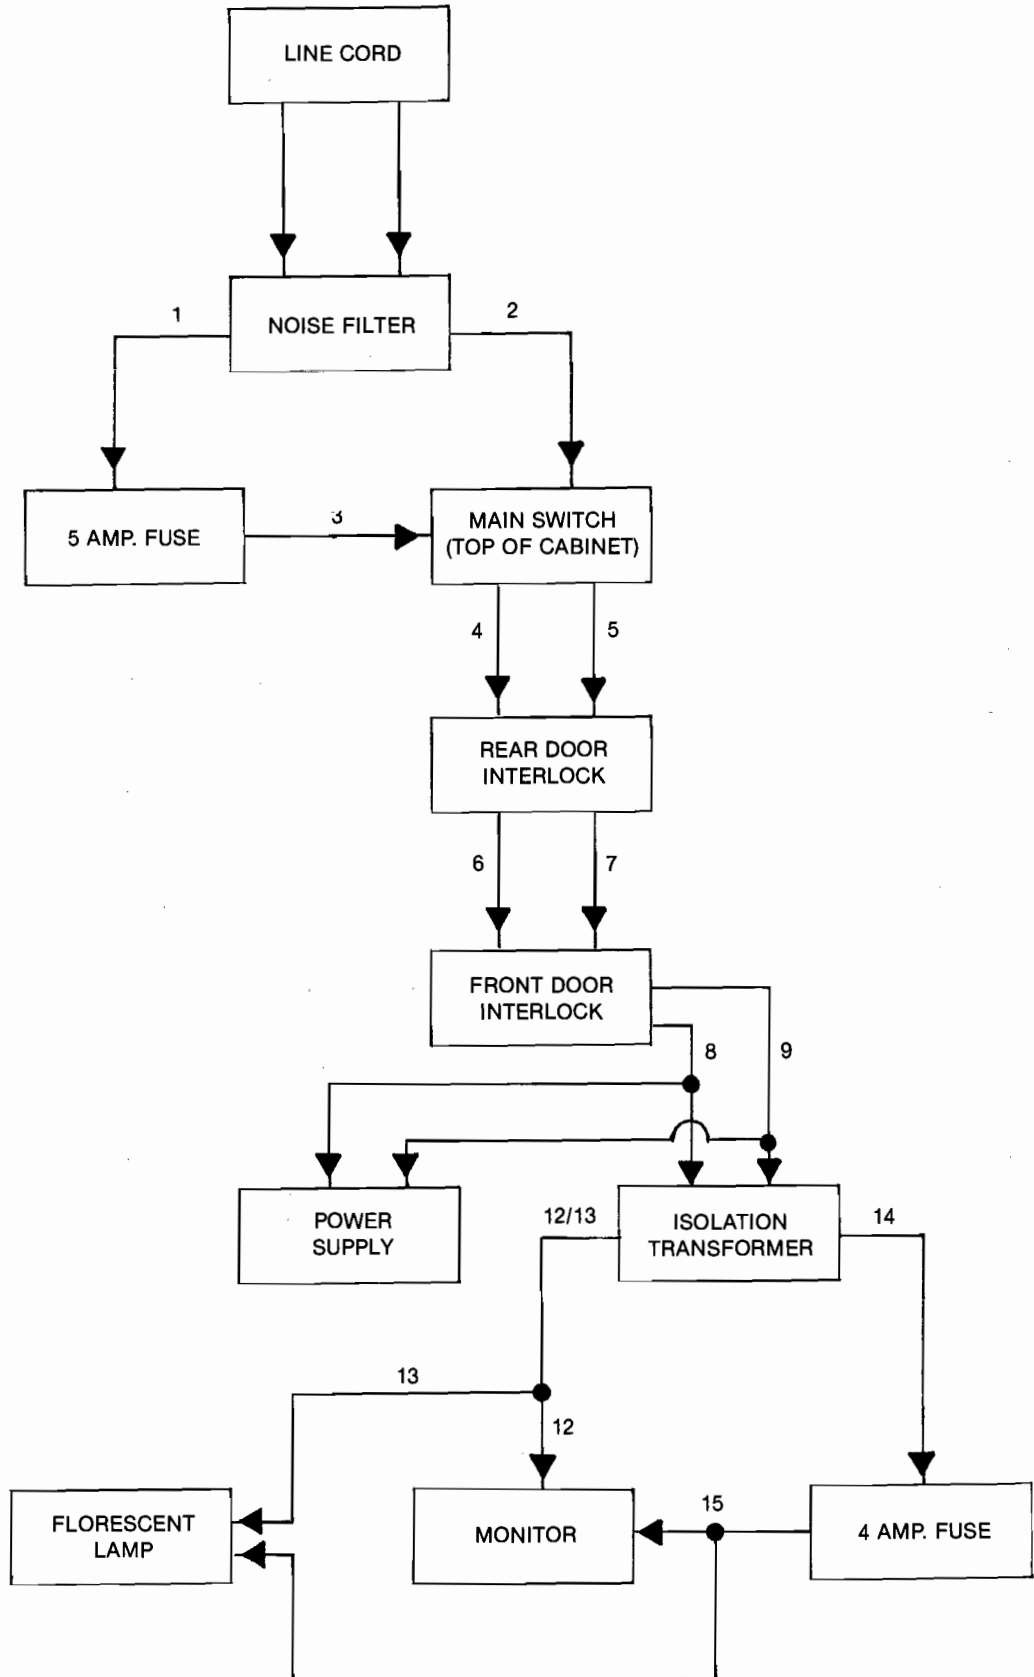 LINE CORD
1
NOISE FILTER
2
5 AMP. FUSE
3
MAIN SWITCH
(TOP OF CABINET)
4
5
REAR DOOR
INTERLOCK
6
7
FRONT DOOR
INTERLOCK
8
9
POWER
SUPPLY
12/13
ISOLATION
TRANSFORMER
14
13
12
FLORESCENT
LAMP
MONITOR
15
4 AMP. FUSE